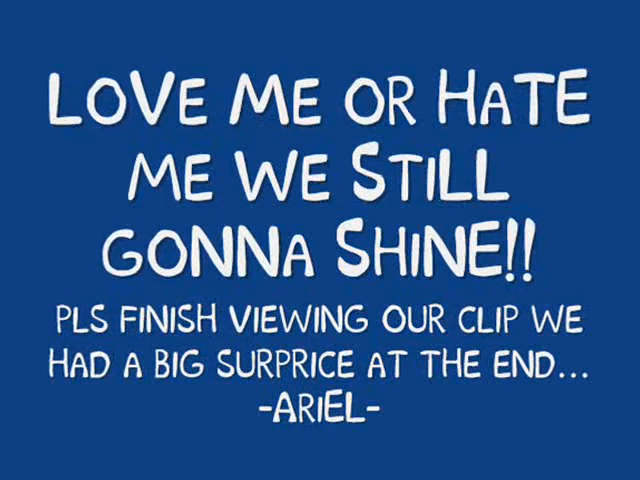 LOVE ME OR HATE
ME WE STILL
GONNA SHINE!!
PLS FINISH VIEWING OUR CLIP WE
HAD A BIG SURPRICE AT THE END...
-ARIEL-